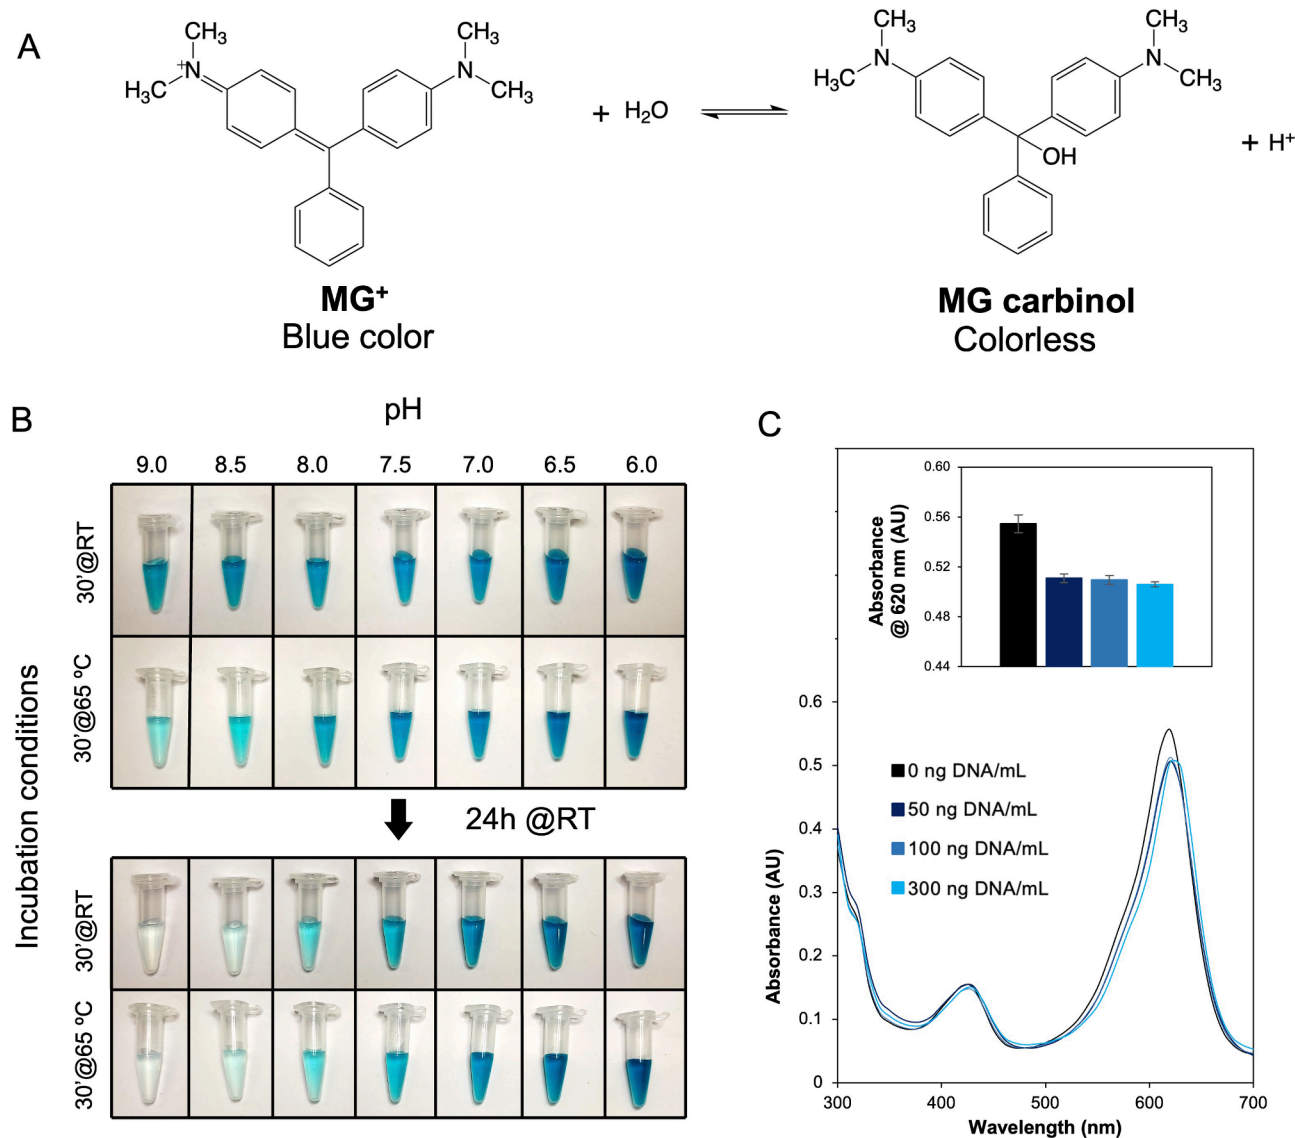 A
CH₃
H₃C
+N
N
CH₃
CH₃
+ H₂O
MG⁺
Blue color
CH₃
N
H₃C
CH₃
N
CH₃
OH
+ H⁺
MG carbinol
Colorless
B
pH
9.0 8.5 8.0 7.5 7.0 6.5 6.0
Incubation conditions
30'@RT
30'@65 ºC
24h @RT
30'@RT
30'@65 ºC
C
Absorbance
@ 620 nm (AU)
0.60
0.56
0.52
0.48
0.44
0 ng DNA/mL
50 ng DNA/mL
100 ng DNA/mL
300 ng DNA/mL
Absorbance (AU)
0.6
0.5
0.4
0.3
0.2
0.1
0
300 400 500 600 700
Wavelength (nm)